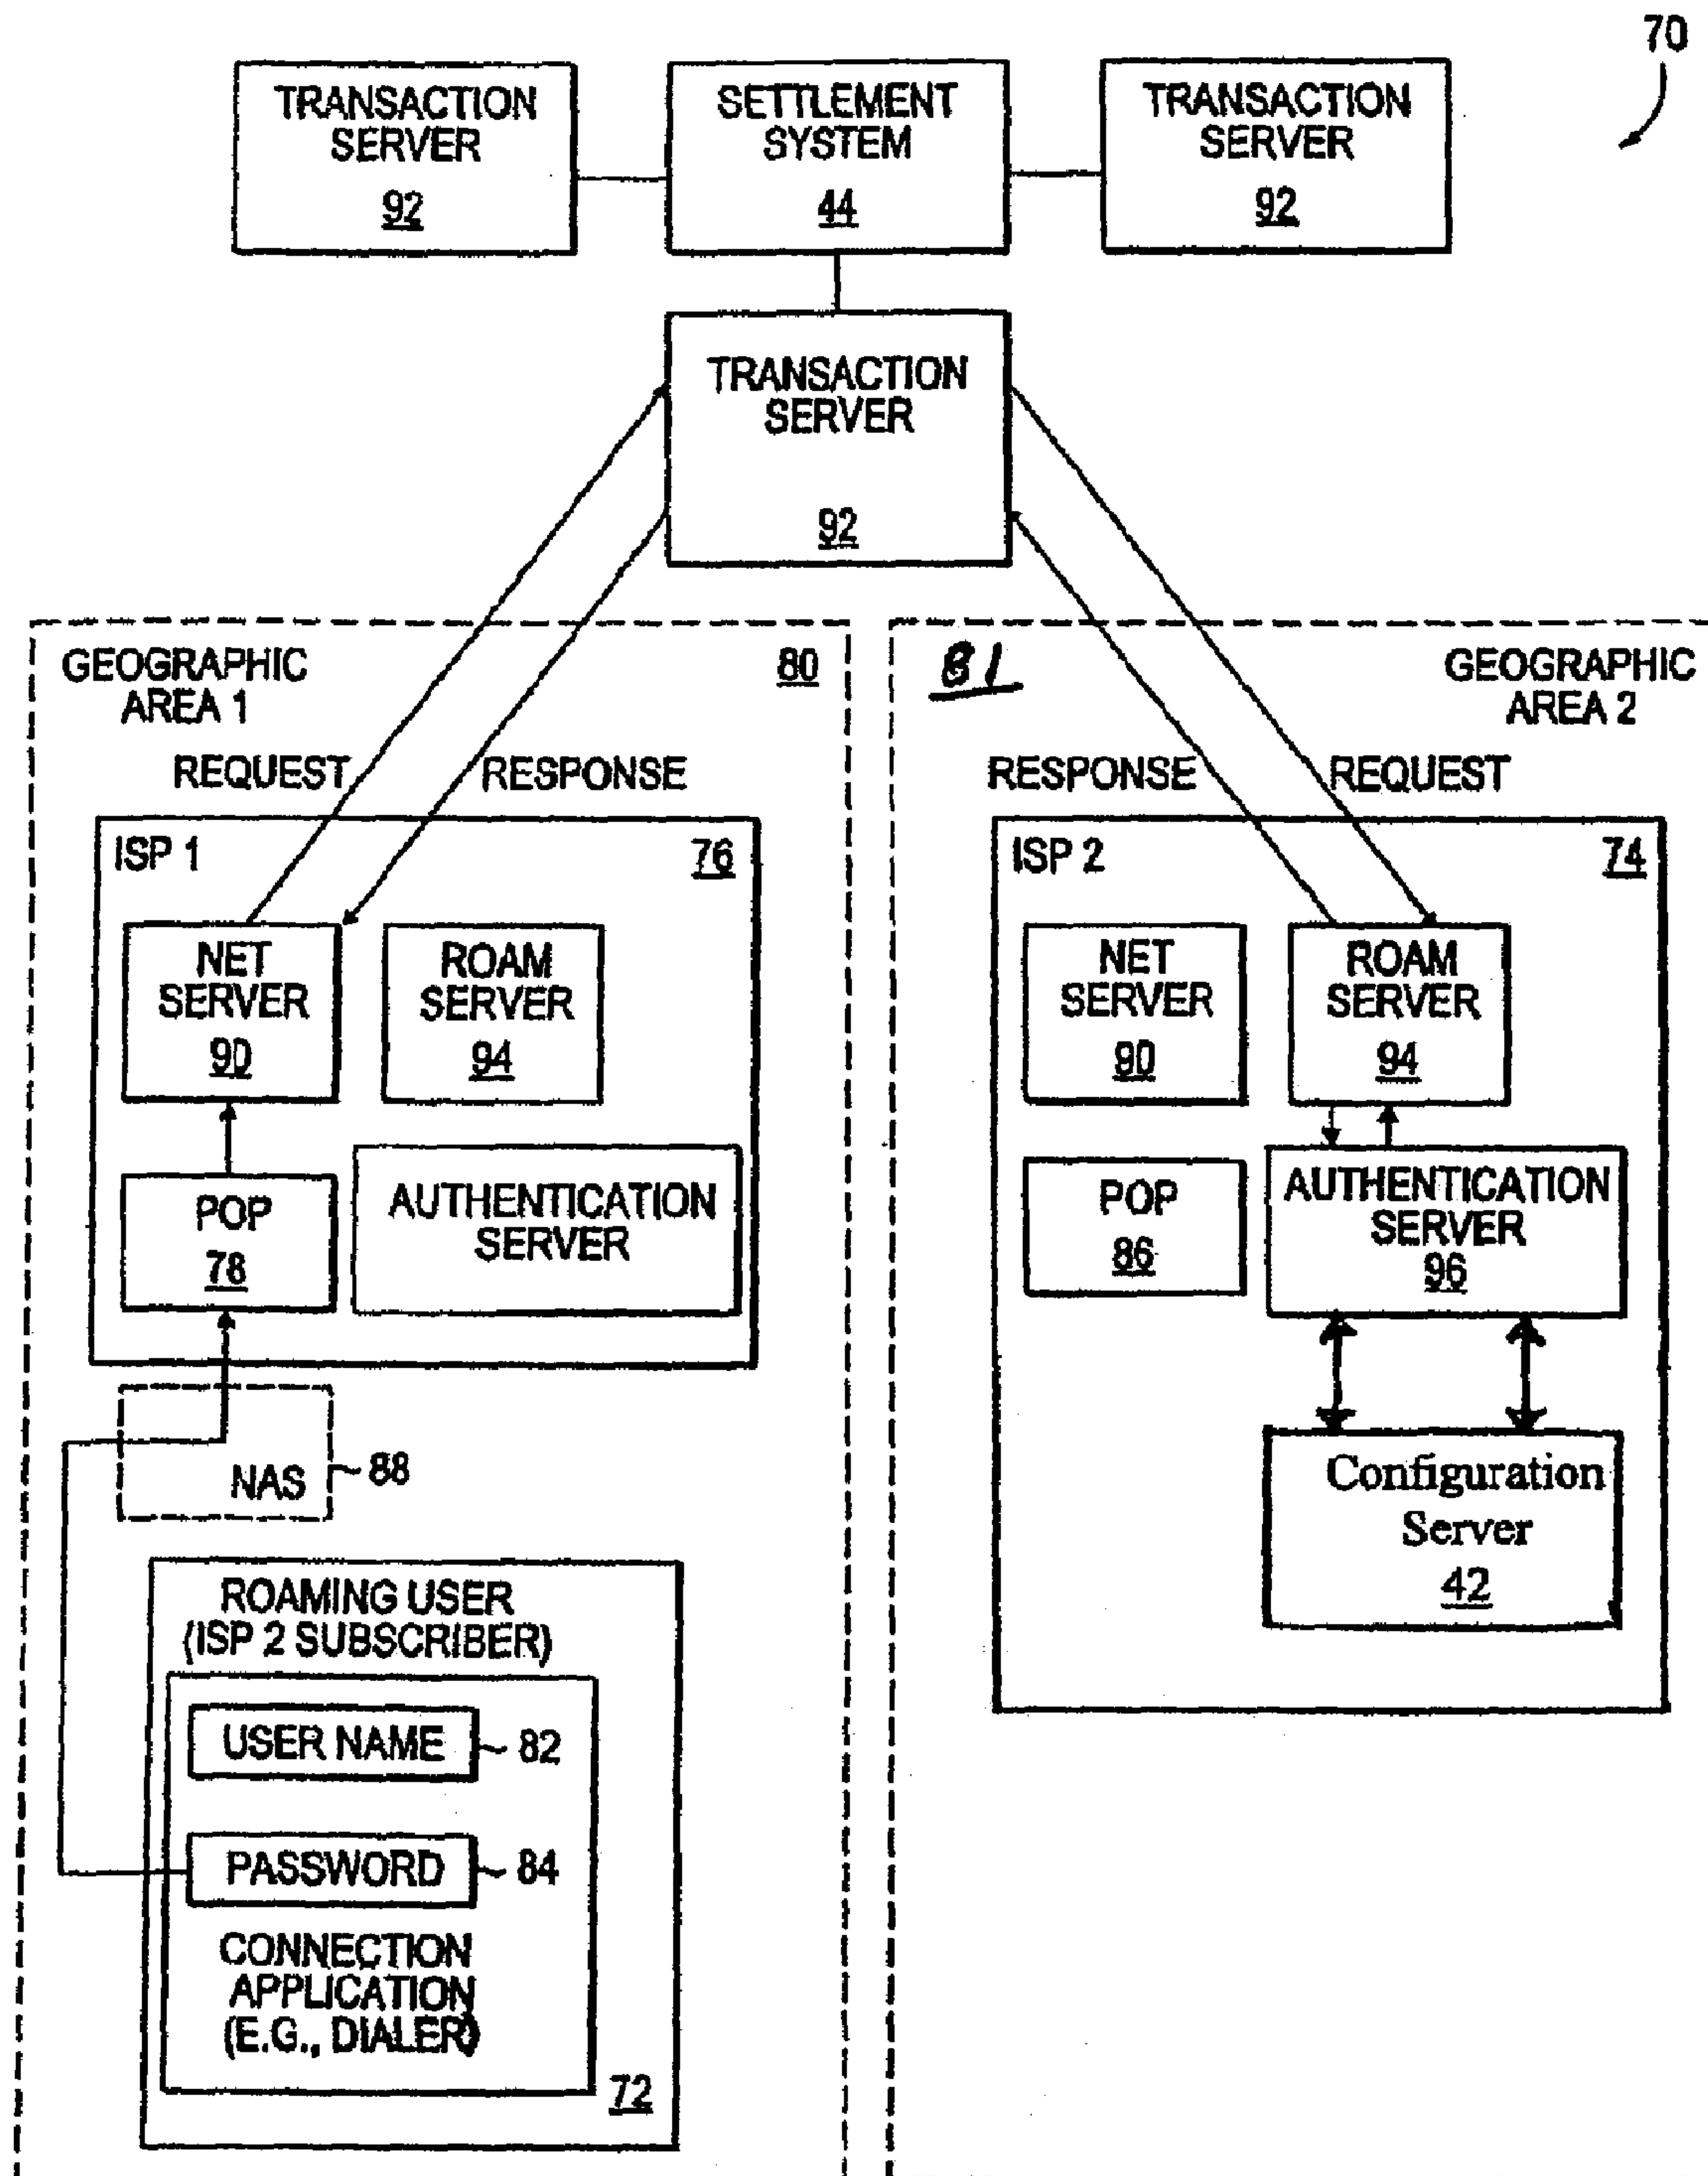 70
TRANSACTION
SERVER
92
SETTLEMENT
SYSTEM
44
TRANSACTION
SERVER
92
TRANSACTION
SERVER
92
GEOGRAPHIC
AREA 1
80
REQUEST
RESPONSE
ISP 1
76
NET
SERVER
90
ROAM
SERVER
94
POP
78
AUTHENTICATION
SERVER
NAS
88
ROAMING USER
(ISP 2 SUBSCRIBER)
USER NAME
82
PASSWORD
84
CONNECTION
APPLICATION
(E.G., DIALER)
72
81
GEOGRAPHIC
AREA 2
RESPONSE
REQUEST
ISP 2
74
NET
SERVER
90
ROAM
SERVER
94
POP
86
AUTHENTICATION
SERVER
96
Configuration
Server
42